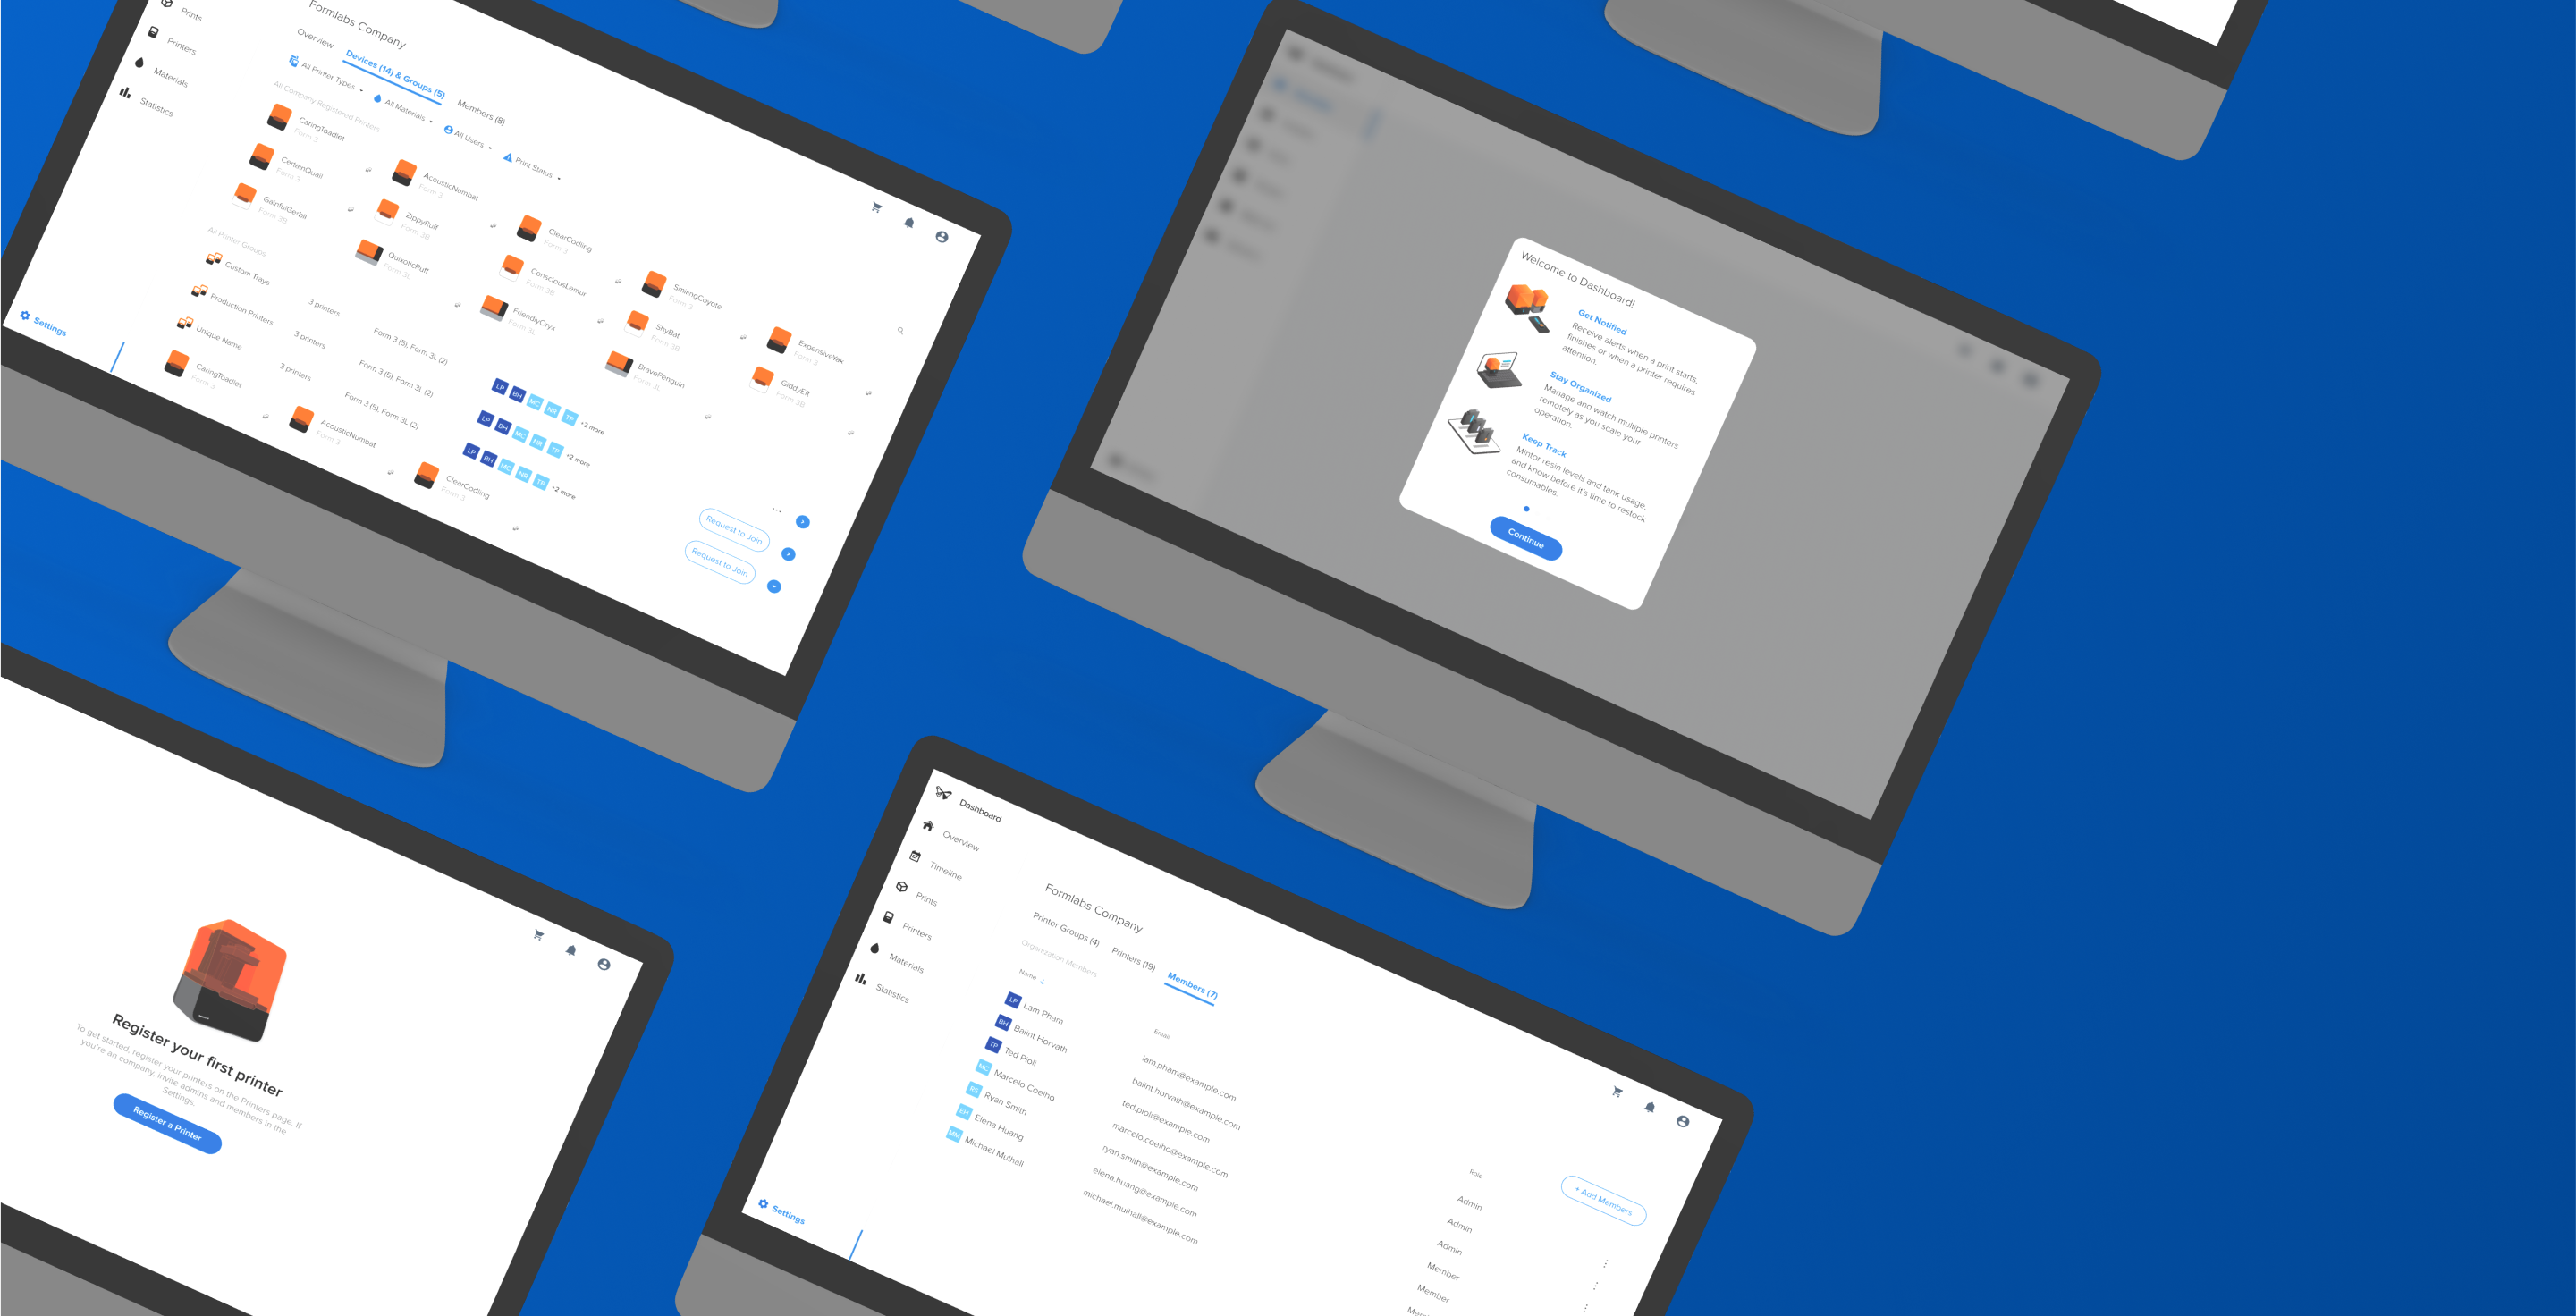 Formlabs Company
Prints
Printers
Materials
Statistics
Settings
Overview
Devices (14) & Groups (5)
Members (8)
All Printer Types
All Materials
All Users
Print Status
All Company Registered Printers
CaringToadlet
Form 3
AcousticNumbat
Form 3
ClearCoding
Form 3
SmilingCoyote
Form 3
ExpensiveYak
Form 3
CertainQuail
Form 3
ZippyRuff
Form 3B
ConsciousLemur
Form 3B
ShyBat
Form 3B
GiddyEft
Form 3B
GainfulGerbil
Form 3B
QuixoticRuff
Form 3L
FriendlyOryx
Form 3L
BravePenguin
Form 3L
All Printer Groups
Custom Trays
3 printers
Form 3 (5), Form 3L (2)
LP BH MC NR TP +2 more
Production Printers
3 printers
Form 3 (5), Form 3L (2)
LP BH MC NR TP +2 more
Request to Join
Unique Name
3 printers
Form 3 (5), Form 3L (2)
LP BH MC NR TP +2 more
Request to Join
CaringToadlet
Form 3
AcousticNumbat
Form 3
ClearCoding
Form 3
Welcome to Dashboard!
Get Notified
Receive alerts when a print starts,
finishes or when a printer requires
attention.
Stay Organized
Manage and watch multiple printers
remotely as you scale your
operation.
Keep Track
Mintor resin levels and tank usage,
and know before it's time to restock
consumables.
Continue
Register your first printer
To get started, register your printers on the Printers page. If
you're an company, invite admins and members in the
Settings.
Register a Printer
Dashboard
Overview
Timeline
Prints
Printers
Materials
Statistics
Settings
Formlabs Company
Printer Groups (4)
Printers (19)
Members (7)
Organization Members
+ Add Members
Name
Email
Role
LP Lam Pham
lam.pham@example.com
Admin
BH Balint Horvath
balint.horvath@example.com
Admin
TP Ted Pioli
ted.pioli@example.com
Admin
MC Marcelo Coelho
marcelo.coelho@example.com
Member
RS Ryan Smith
ryan.smith@example.com
Member
EH Elena Huang
elena.huang@example.com
MM Michael Mulhall
michael.mulhall@example.com